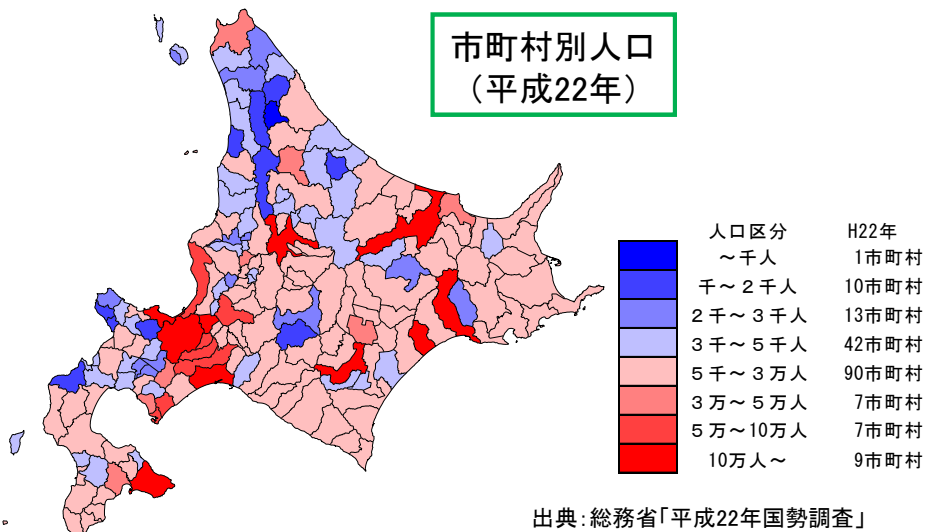 市町村別人口
（平成22年）
人口区分 H22年
～千人 1市町村
千～２千人 10市町村
２千～３千人 13市町村
３千～５千人 42市町村
５千～３万人 90市町村
３万～５万人 7市町村
５万～10万人 7市町村
10万人～ 9市町村
出典：総務省「平成22年国勢調査」